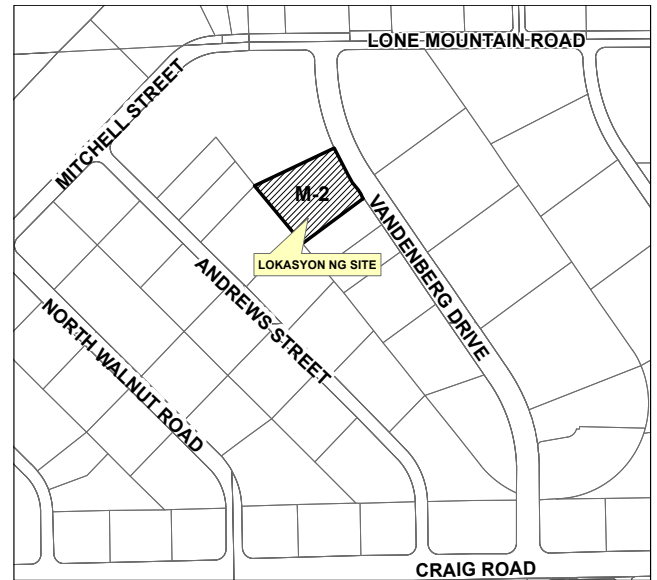 LONE MOUNTAIN ROAD
MITCHELL STREET
M-2
VANDENBERG DRIVE
LOKASYON NG SITE
ANDREWS STREET
NORTH WALNUT ROAD
CRAIG ROAD